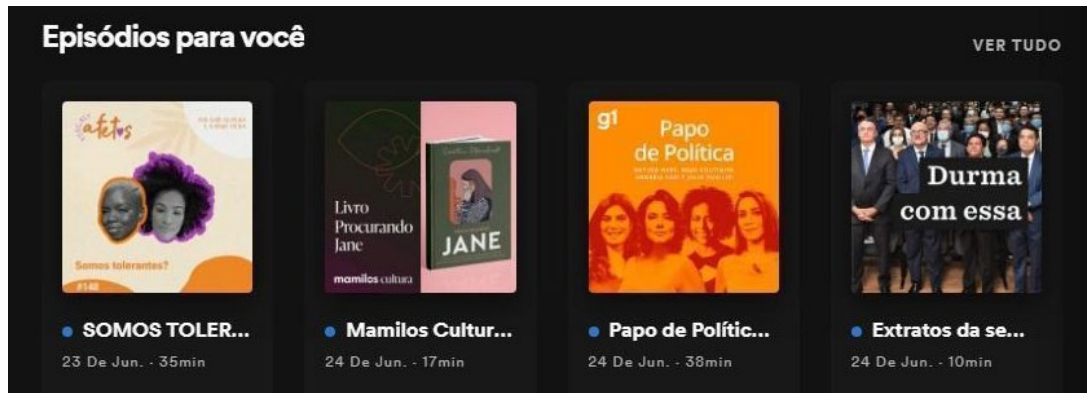 Episódios para você
VER TUDO
afetos
Somos tolerantes?
#148
Livro
Procurando
Jane
mamilos cultura
JANE
g1
Papo
de Política
Durma
com essa
SOMOS TOLER...
23 De Jun. - 35min
Mamilos Cultur...
24 De Jun. - 17min
Papo de Polític...
24 De Jun. - 38min
Extratos da se...
24 De Jun. - 10min